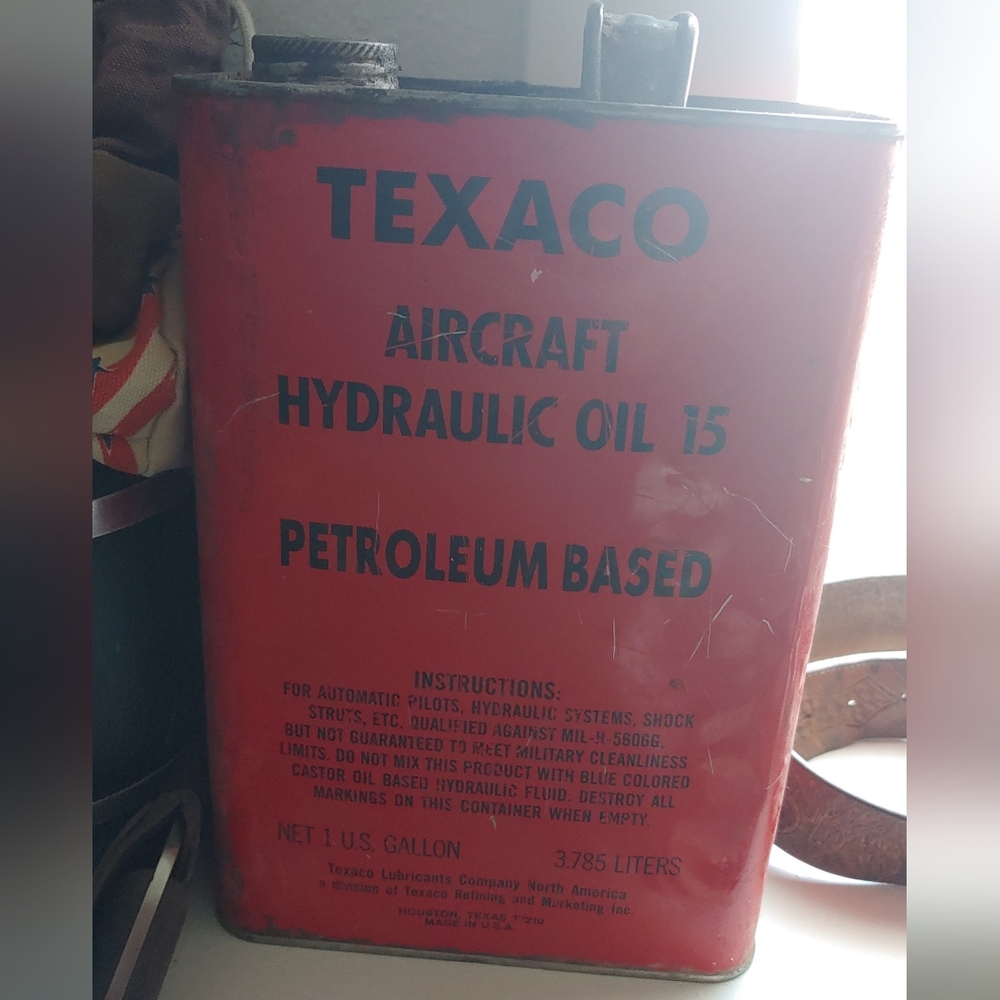 TEXACO
AIRCRAFT
HYDRAULIC OIL 15
PETROLEUM BASED
INSTRUCTIONS:
FOR AUTOMATIC PILOTS, HYDRAULIC SYSTEMS, SHOCK
STRUTS, ETC. QUALIFIED AGAINST MIL-H-5606G,
BUT NOT GUARANTEED TO MEET MILITARY CLEANLINESS
LIMITS. DO NOT MIX THIS PRODUCT WITH BLUE COLORED
CASTOR OIL BASED HYDRAULIC FLUID. DESTROY ALL
MARKINGS ON THIS CONTAINER WHEN EMPTY.
NET 1 U.S. GALLON 3.785 LITERS
Texaco Lubricants Company North America
a division of Texaco Refining and Marketing Inc.
HOUSTON, TEXAS
MADE IN U.S.A.